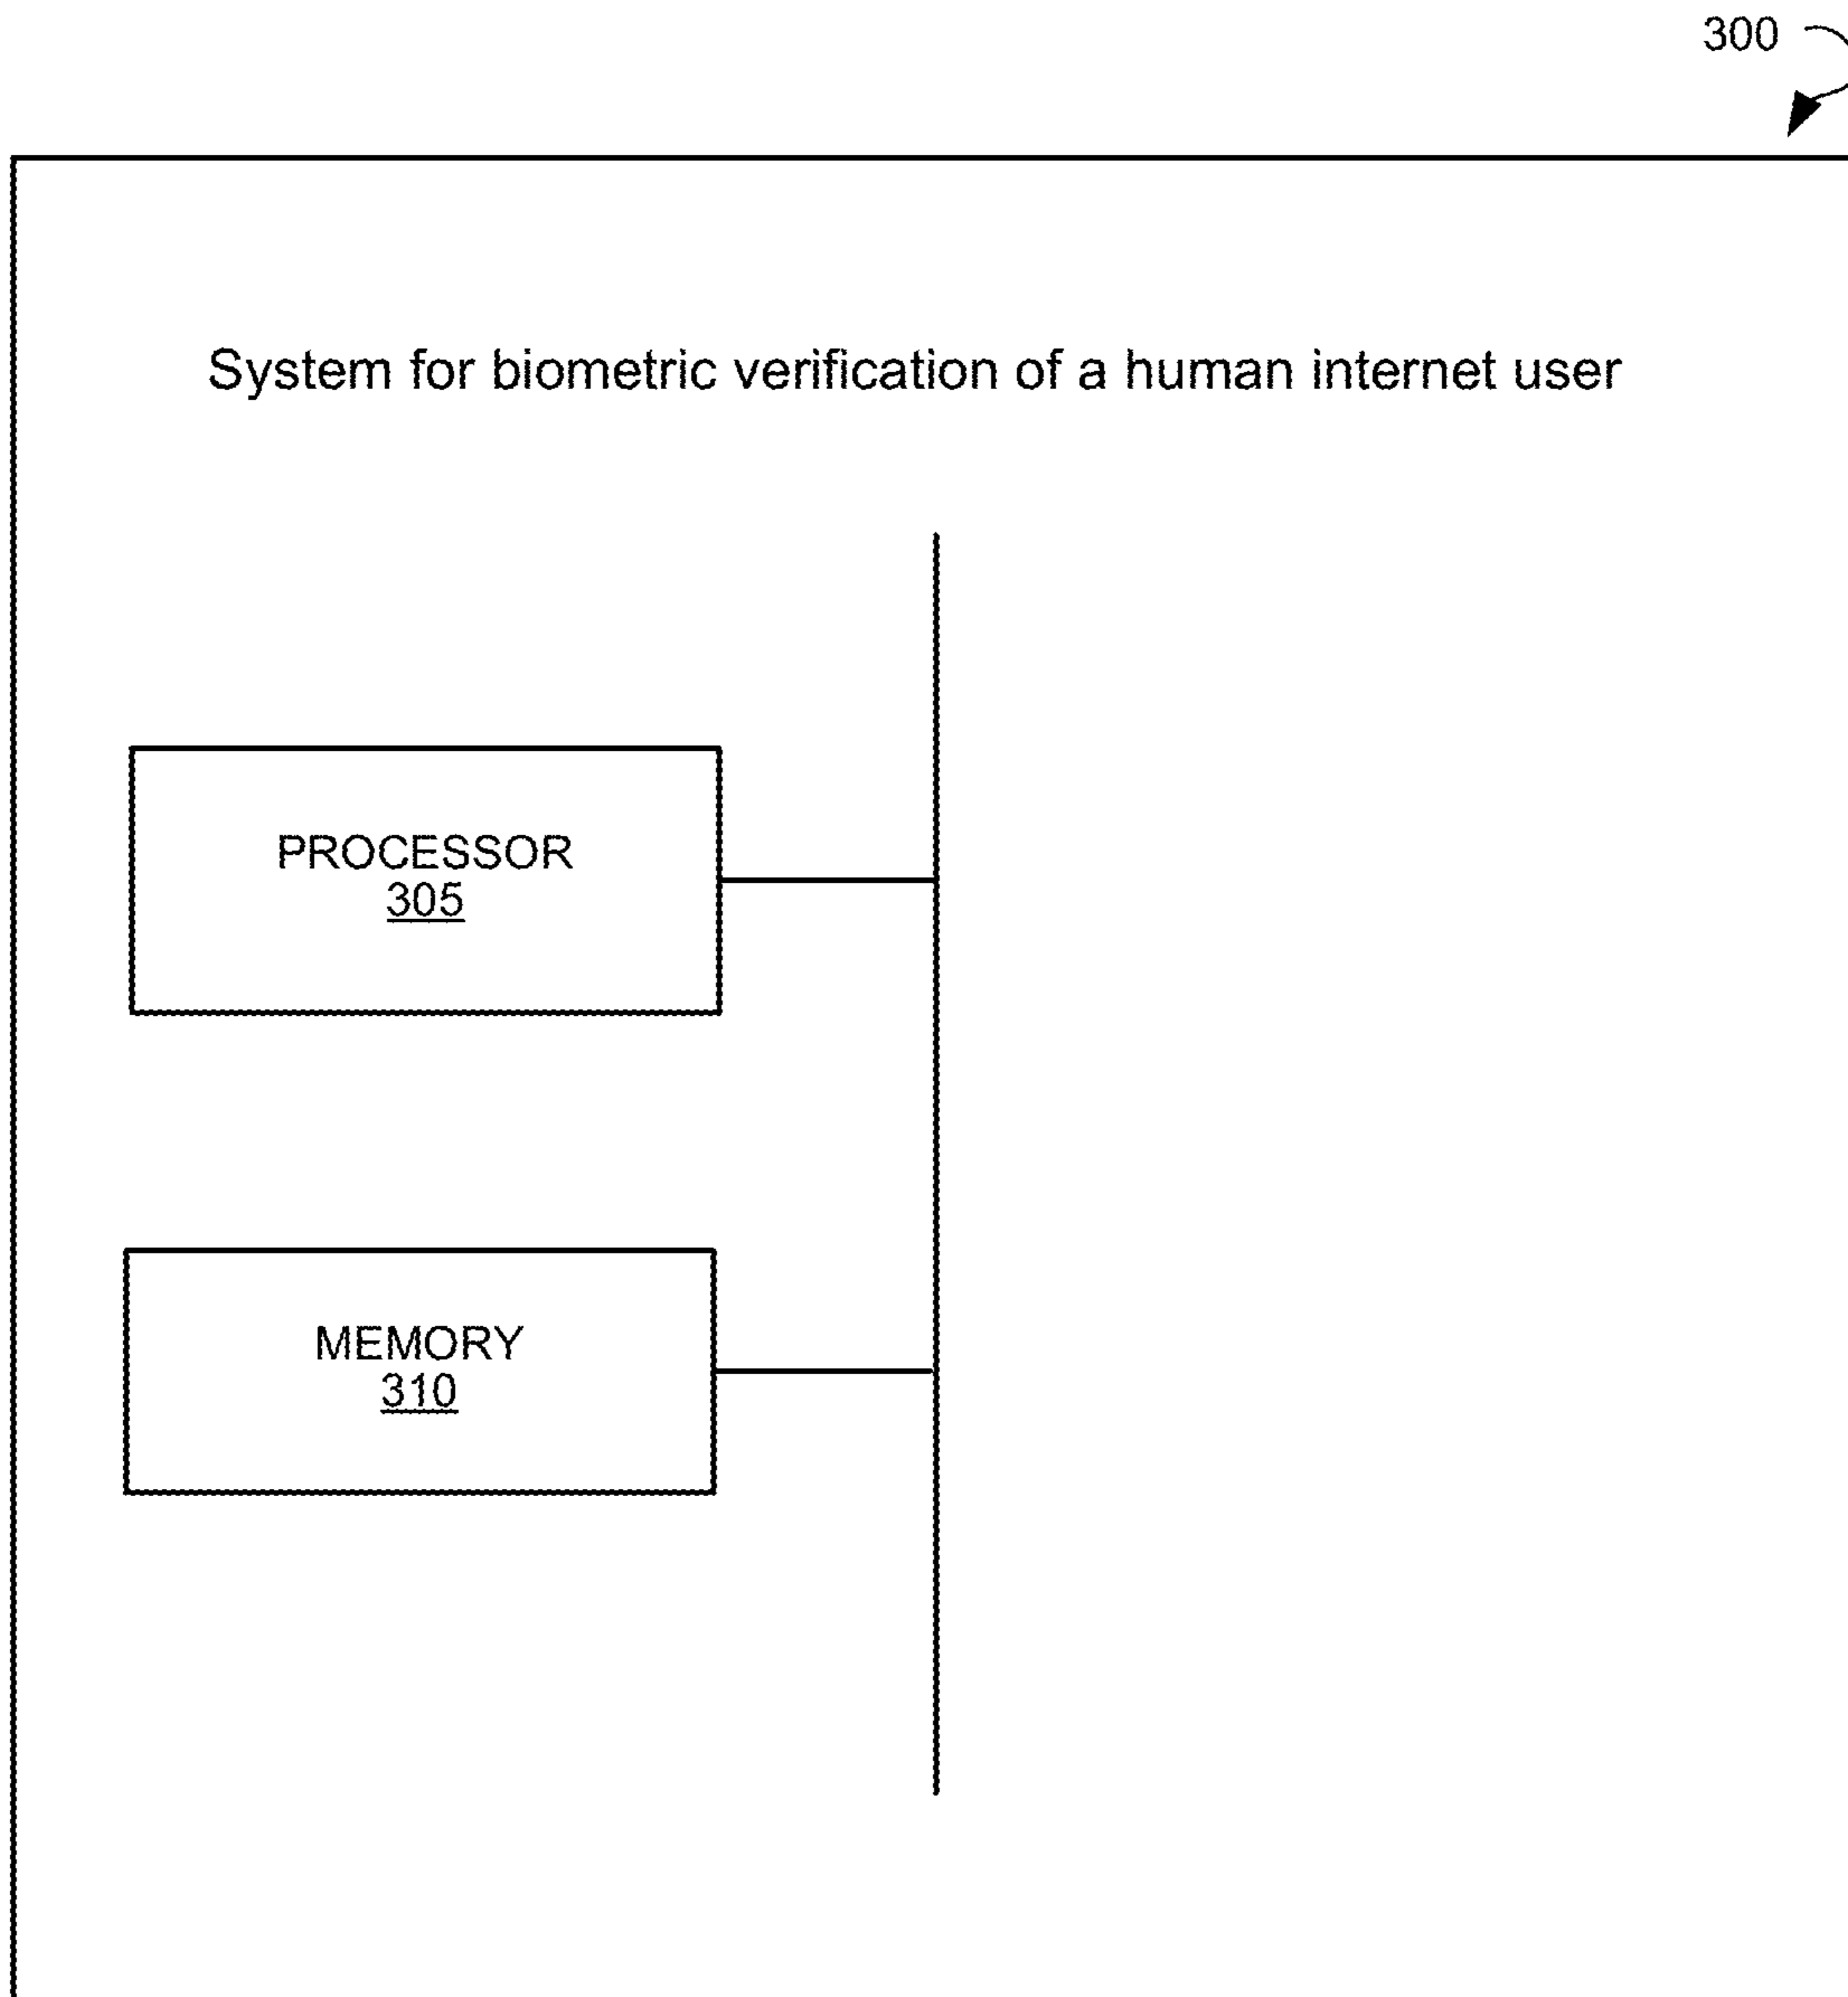 300
System for biometric verification of a human internet user
PROCESSOR
305
MEMORY
310